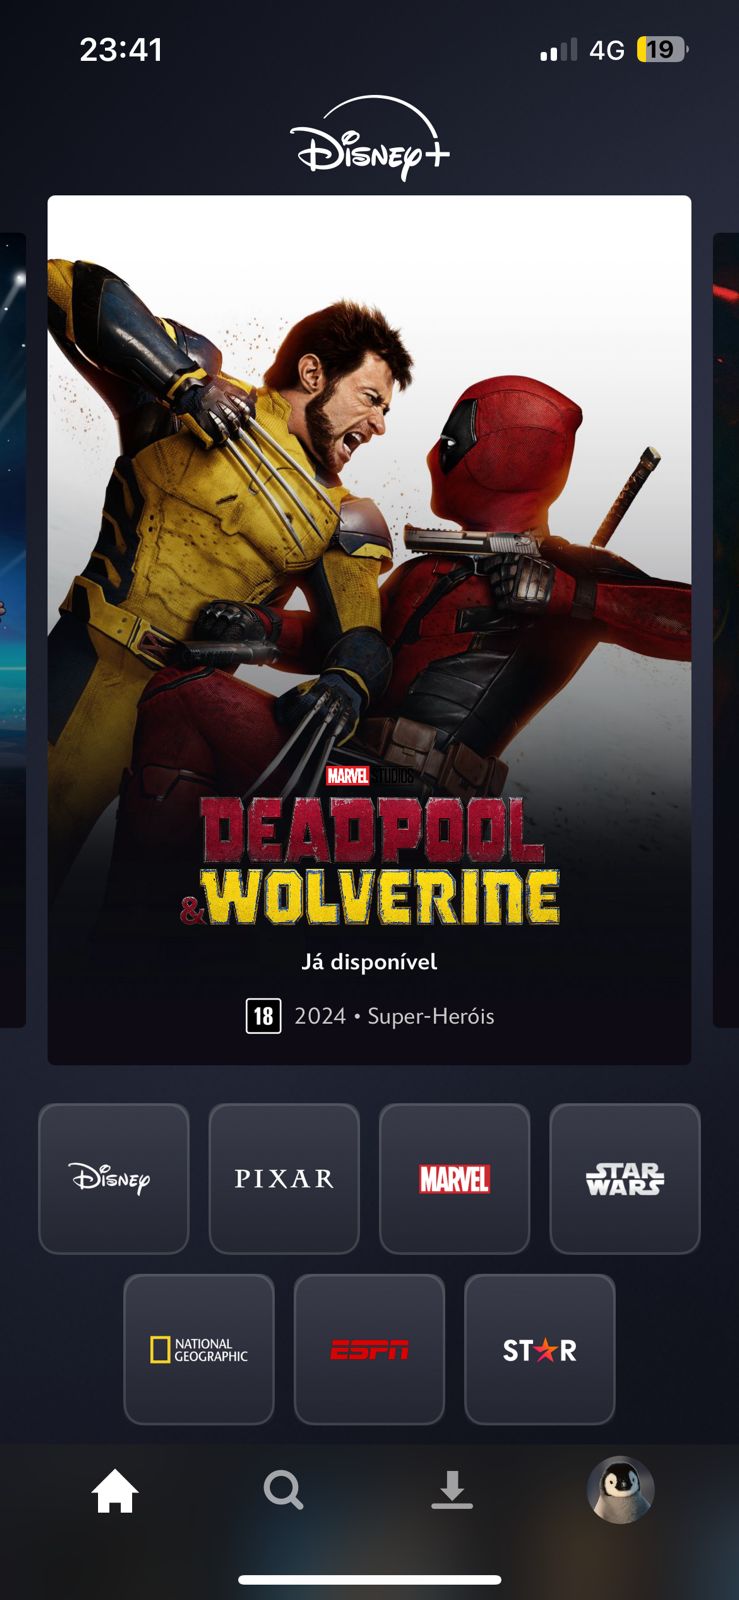 23:41
4G
19
Disney+
MARVEL STUDIOS
DEADPOOL
& WOLVERINE
Já disponível
18 2024 • Super-Heróis
Disney
PIXAR
MARVEL
STAR
WARS
NATIONAL
GEOGRAPHIC
ESPN
ST★R